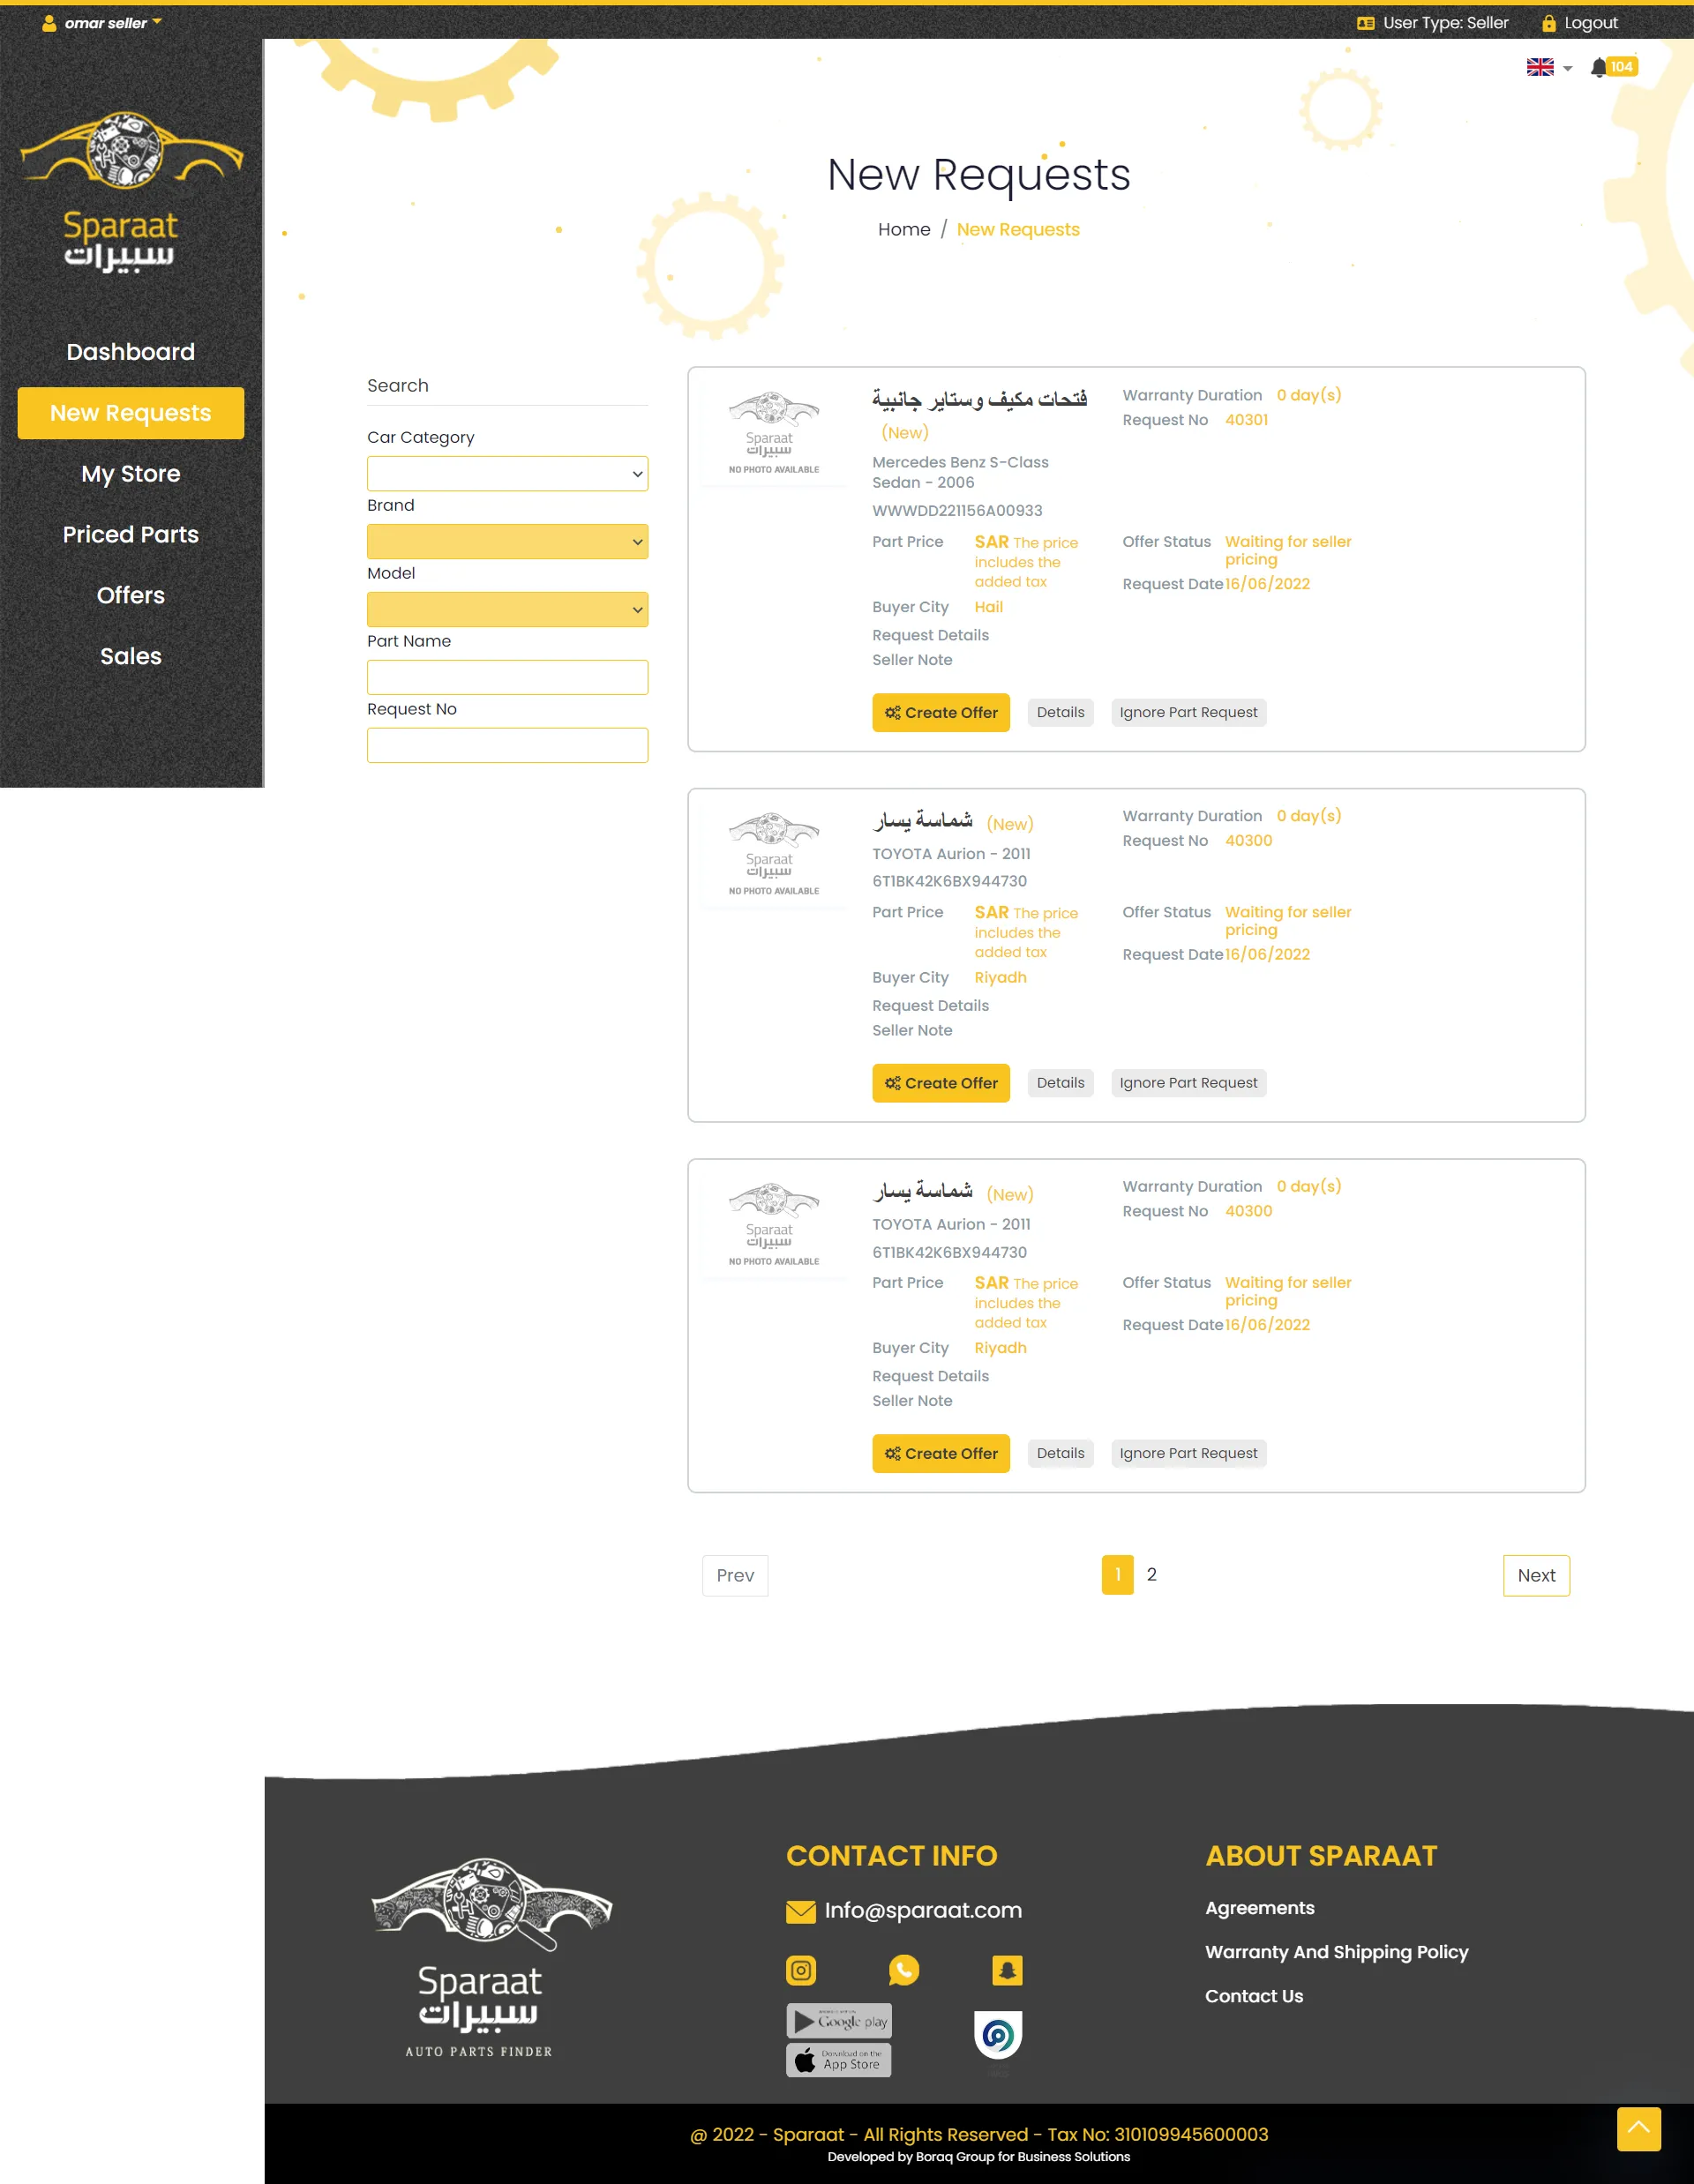 omar seller
User Type: Seller
Logout
104
Sparaat
سبيرات
Dashboard
New Requests
My Store
Priced Parts
Offers
Sales
New Requests
Home / New Requests
Search
Car Category
Brand
Model
Part Name
Request No
Sparaat
سبيرات
NO PHOTO AVAILABLE
فتحات مكيف وستاير جانبية
(New)
Mercedes Benz S-Class
Sedan - 2006
WWWDD221156A00933
Warranty Duration 0 day(s)
Request No 40301
Part Price SAR The price
includes the
added tax
Offer Status Waiting for seller
pricing
Request Date 16/06/2022
Buyer City Hail
Request Details
Seller Note
Create Offer
Details
Ignore Part Request
Sparaat
سبيرات
NO PHOTO AVAILABLE
شماسة يسار (New)
TOYOTA Aurion - 2011
6T1BK42K6BX944730
Warranty Duration 0 day(s)
Request No 40300
Part Price SAR The price
includes the
added tax
Offer Status Waiting for seller
pricing
Request Date 16/06/2022
Buyer City Riyadh
Request Details
Seller Note
Create Offer
Details
Ignore Part Request
Sparaat
سبيرات
NO PHOTO AVAILABLE
شماسة يسار (New)
TOYOTA Aurion - 2011
6T1BK42K6BX944730
Warranty Duration 0 day(s)
Request No 40300
Part Price SAR The price
includes the
added tax
Offer Status Waiting for seller
pricing
Request Date 16/06/2022
Buyer City Riyadh
Request Details
Seller Note
Create Offer
Details
Ignore Part Request
Prev
1
2
Next
Sparaat
سبيرات
AUTO PARTS FINDER
CONTACT INFO
Info@sparaat.com
Google play
Download on the
App Store
ABOUT SPARAAT
Agreements
Warranty And Shipping Policy
Contact Us
@ 2022 - Sparaat - All Rights Reserved - Tax No: 310109945600003
Developed by Boraq Group for Business Solutions